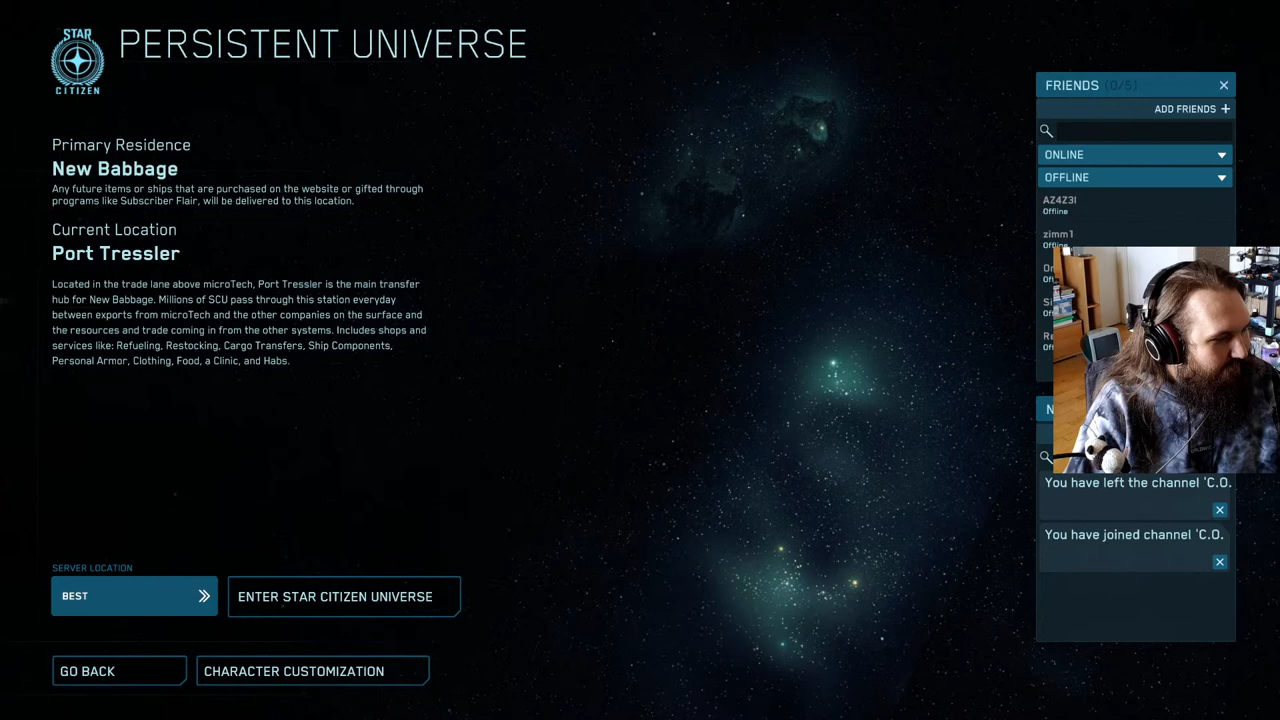 STAR
CITIZEN
PERSISTENT UNIVERSE
Primary Residence
New Babbage
Any future items or ships that are purchased on the website or gifted through
programs like Subscriber Flair, will be delivered to this location.
Current Location
Port Tressler
Located in the trade lane above microTech, Port Tressler is the main transfer
hub for New Babbage. Millions of SCU pass through this station everyday
between exports from microTech and the other companies on the surface and
the resources and trade coming in from the other systems. Includes shops and
services like: Refueling, Restocking, Cargo Transfers, Ship Components,
Personal Armor, Clothing, Food, a Clinic, and Habs.
SERVER LOCATION
BEST
ENTER STAR CITIZEN UNIVERSE
GO BACK
CHARACTER CUSTOMIZATION
FRIENDS (0/5)
ADD FRIENDS +
ONLINE
OFFLINE
AZ4Z3I
Offline
zimm1
Offline
You have left the channel 'C.O.
You have joined channel 'C.O.